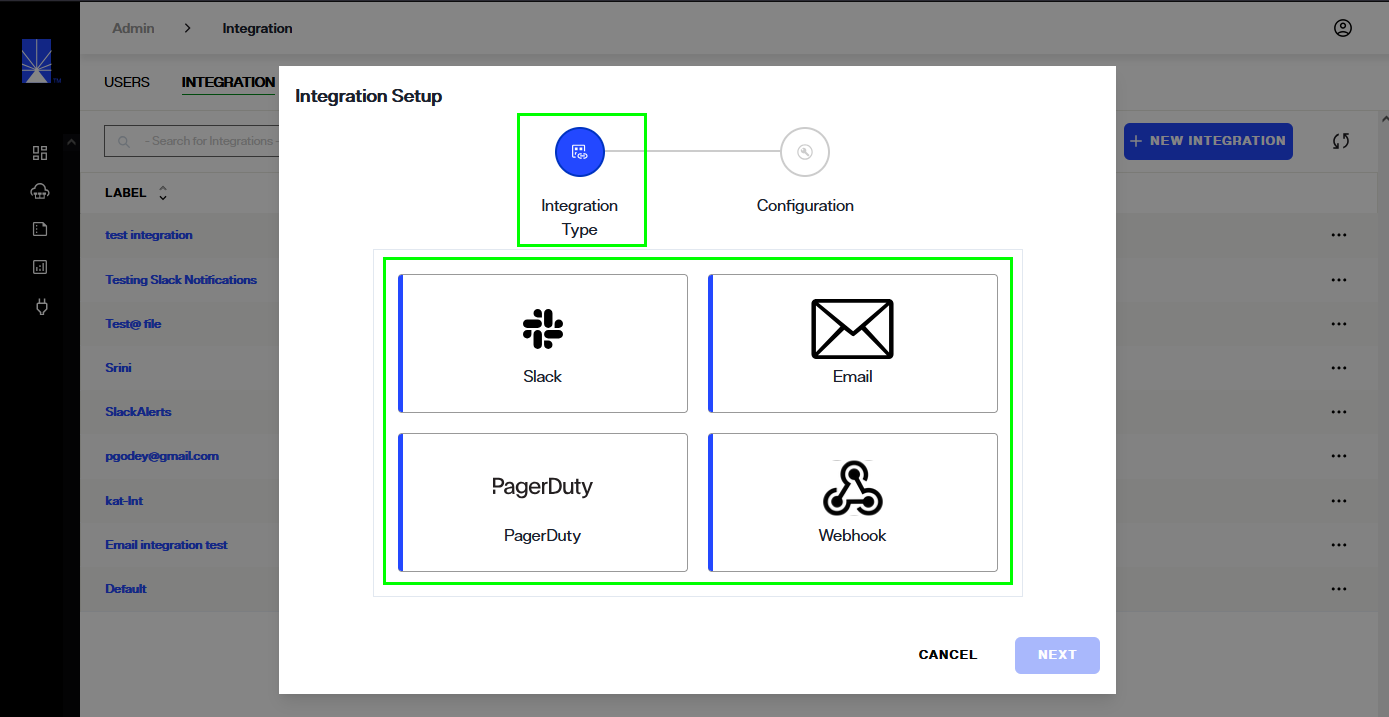 Admin > Integration
USERS INTEGRATION
TM
Integration Setup
- Search for Integrations -
+ NEW INTEGRATION
Integration
Type
Configuration
LABEL
test integration
Testing Slack Notifications
Test@ file
Srini
SlackAlerts
pgodey@gmail.com
kat-Int
Email integration test
Default
Slack
Email
PagerDuty
PagerDuty
Webhook
CANCEL
NEXT